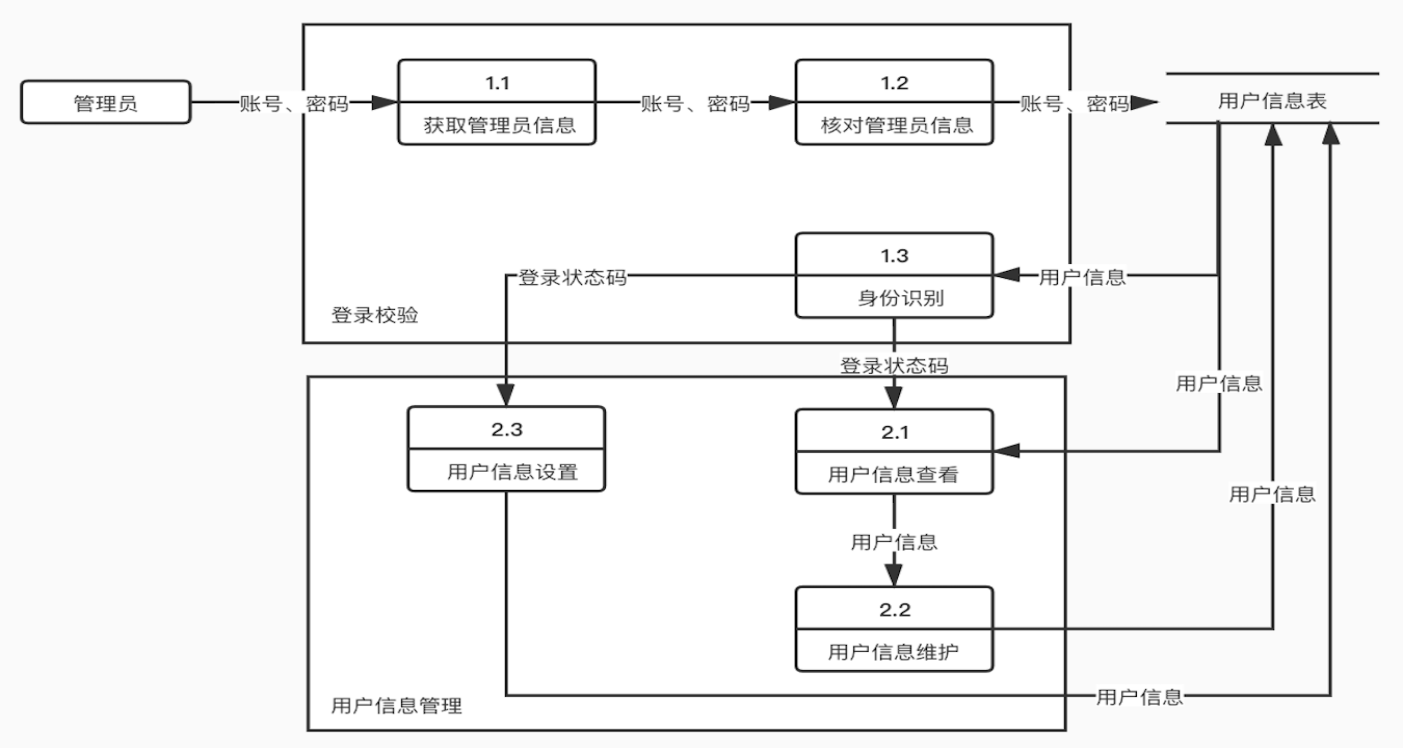 1.1
1.2
管理员
账号、密码
账号、密码
账号、密码
用户信息表
获取管理员信息
核对管理员信息
1.3
登录状态码
用户信息
身份识别
登录校验
登录状态码
用户信息
2.3
2.1
用户信息设置
用户信息查看
用户信息
用户信息
2.2
用户信息维护
用户信息
用户信息管理